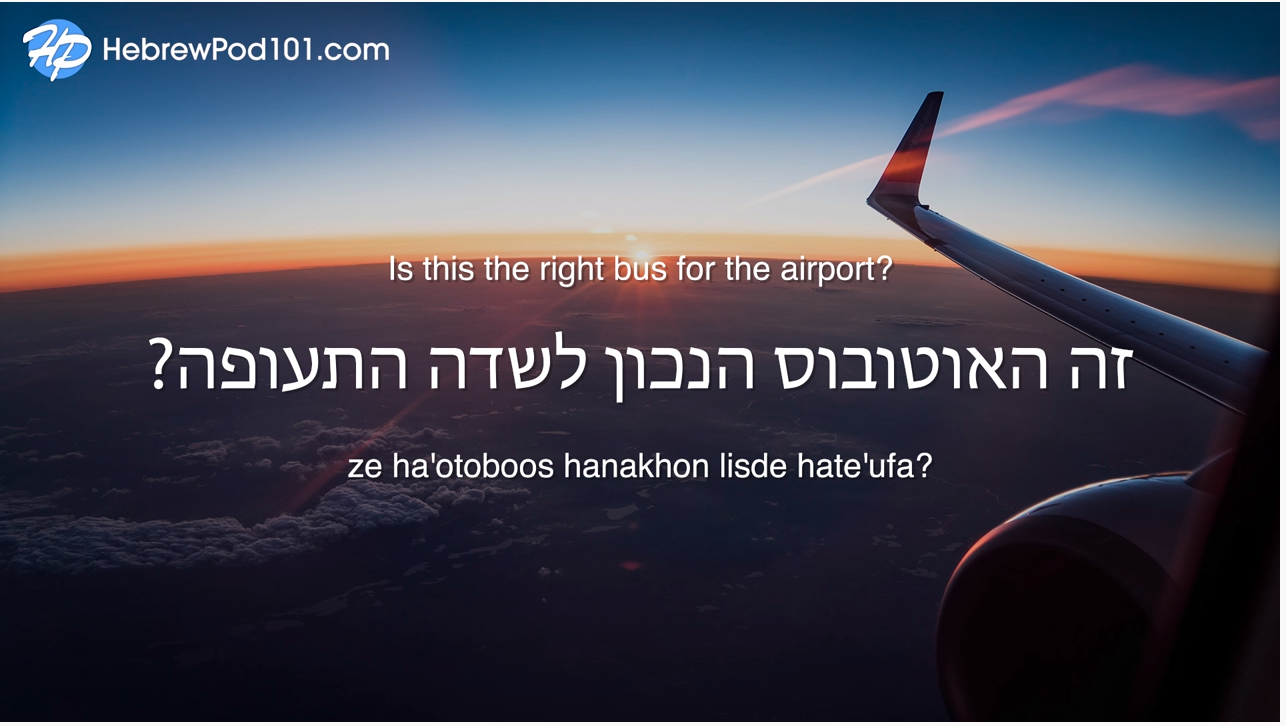 HP HebrewPod101.com
Is this the right bus for the airport?
זה האוטובוס הנכון לשדה התעופה?
ze ha'otoboos hanakhon lisde hate'ufa?